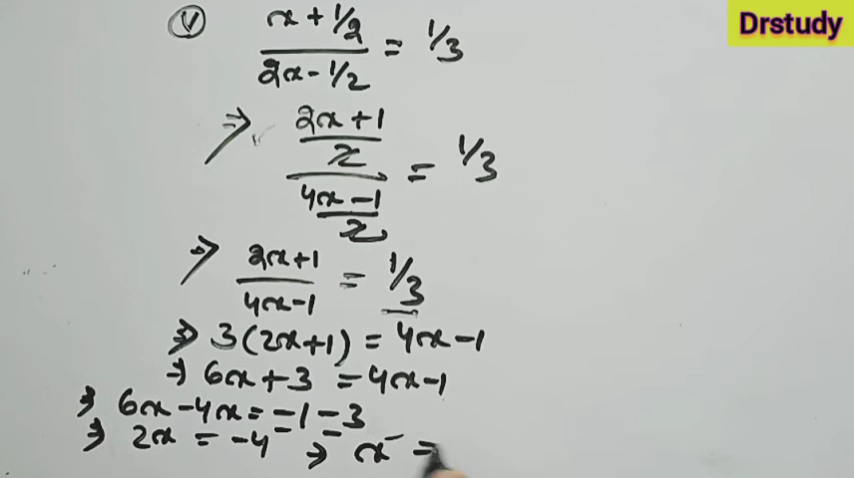 Drstudy
(v) x + 1/2 / 2x - 1/2 = 1/3
⇒ (2x + 1)/2 / (4x - 1)/2 = 1/3
⇒ 2x+1 / 4x-1 = 1/3
⇒ 3(2x+1) = 4x-1
⇒ 6x+3 = 4x-1
⇒ 6x-4x = -1-3
⇒ 2x = -4 ⇒ x =